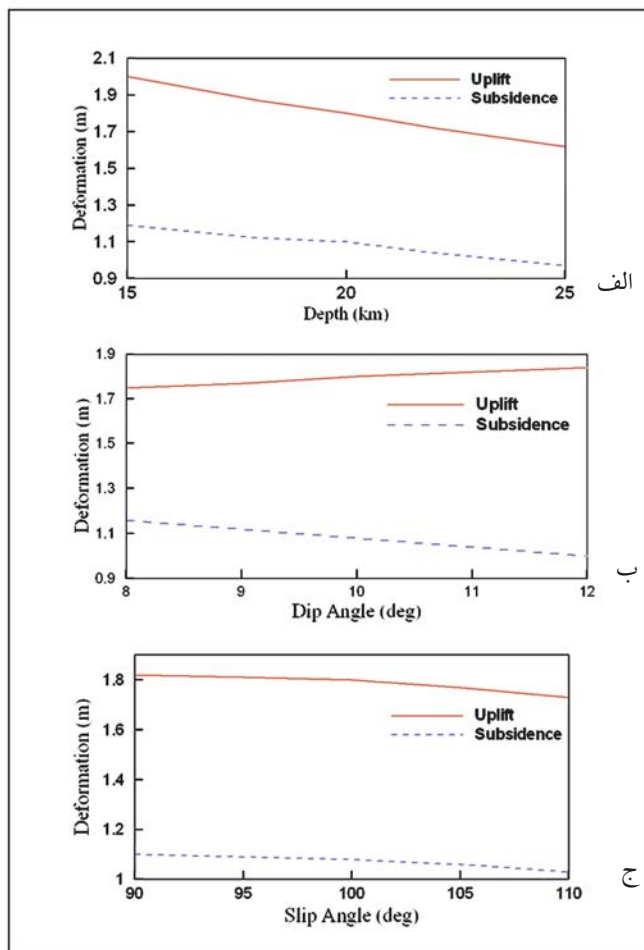 2.1
1.9
1.7
1.5
1.3
1.1
0.9
Deformation (m)
Uplift
Subsidence
15 20 25
Depth (km)
الف
1.9
1.7
1.5
1.3
1.1
0.9
Deformation (m)
Uplift
Subsidence
8 9 10 11 12
Dip Angle (deg)
ب
1.8
1.6
1.4
1.2
1
Deformation (m)
Uplift
Subsidence
90 95 100 105 110
Slip Angle (deg)
ج